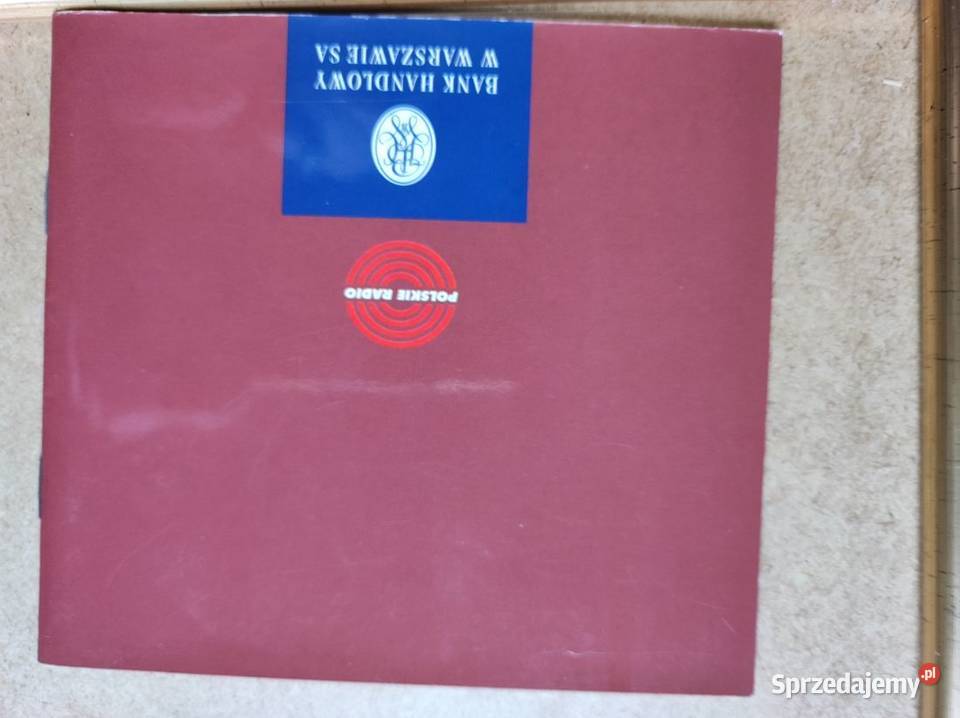 BANK HANDLOWY
W WARSZAWIE SA
POLSKIE RADIO
Sprzedajemy.pl